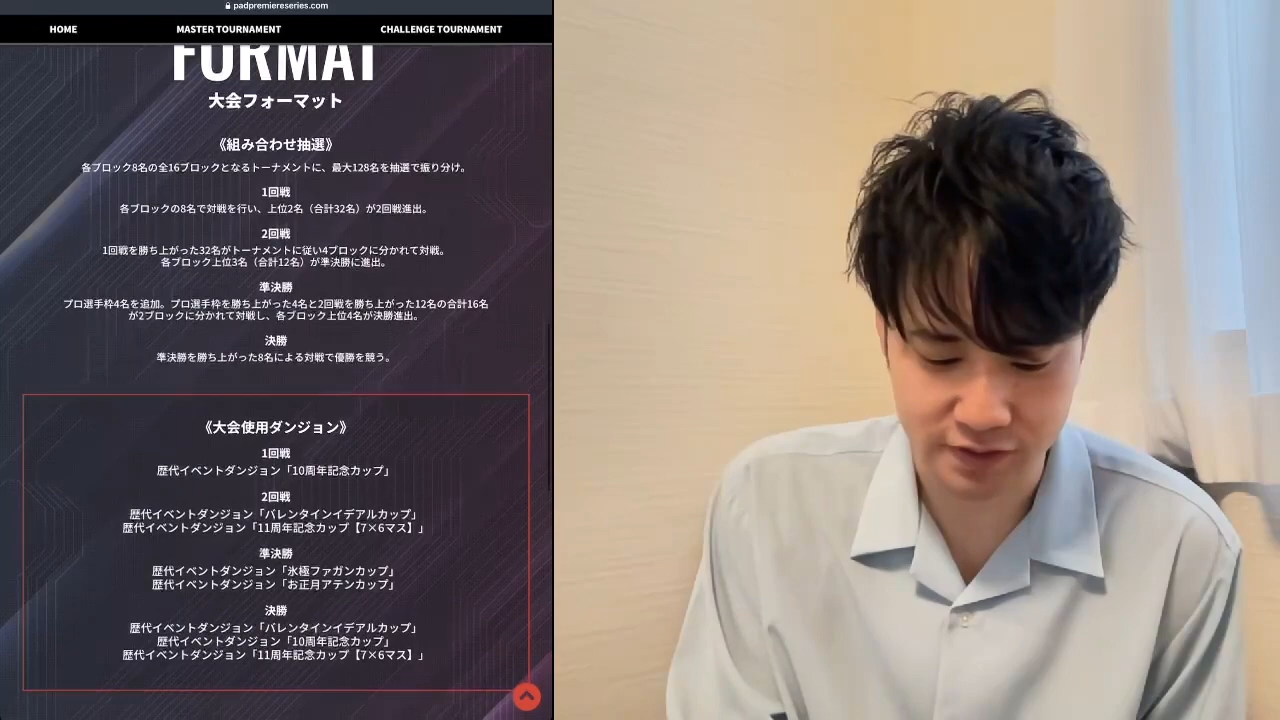 padpremiereseries.com
HOME MASTER TOURNAMENT CHALLENGE TOURNAMENT
FORMAT
大会フォーマット
《組み合わせ抽選》
各ブロック8名の全16ブロックとなるトーナメントに、最大128名を抽選で振り分け。
1回戦
各ブロックの8名で対戦を行い、上位2名（合計32名）が2回戦進出。
2回戦
1回戦を勝ち上がった32名がトーナメントに従い4ブロックに分かれて対戦。
各ブロック上位3名（合計12名）が準決勝に進出。
準決勝
プロ選手枠4名を追加。プロ選手枠を勝ち上がった4名と2回戦を勝ち上がった12名の合計16名
が2ブロックに分かれて対戦し、各ブロック上位4名が決勝進出。
決勝
準決勝を勝ち上がった8名による対戦で優勝を競う。
《大会使用ダンジョン》
1回戦
歴代イベントダンジョン「10周年記念カップ」
2回戦
歴代イベントダンジョン「バレンタインイデアルカップ」
歴代イベントダンジョン「11周年記念カップ【7×6マス】」
準決勝
歴代イベントダンジョン「氷極ファガンカップ」
歴代イベントダンジョン「お正月アテンカップ」
決勝
歴代イベントダンジョン「バレンタインイデアルカップ」
歴代イベントダンジョン「10周年記念カップ」
歴代イベントダンジョン「11周年記念カップ【7×6マス】」